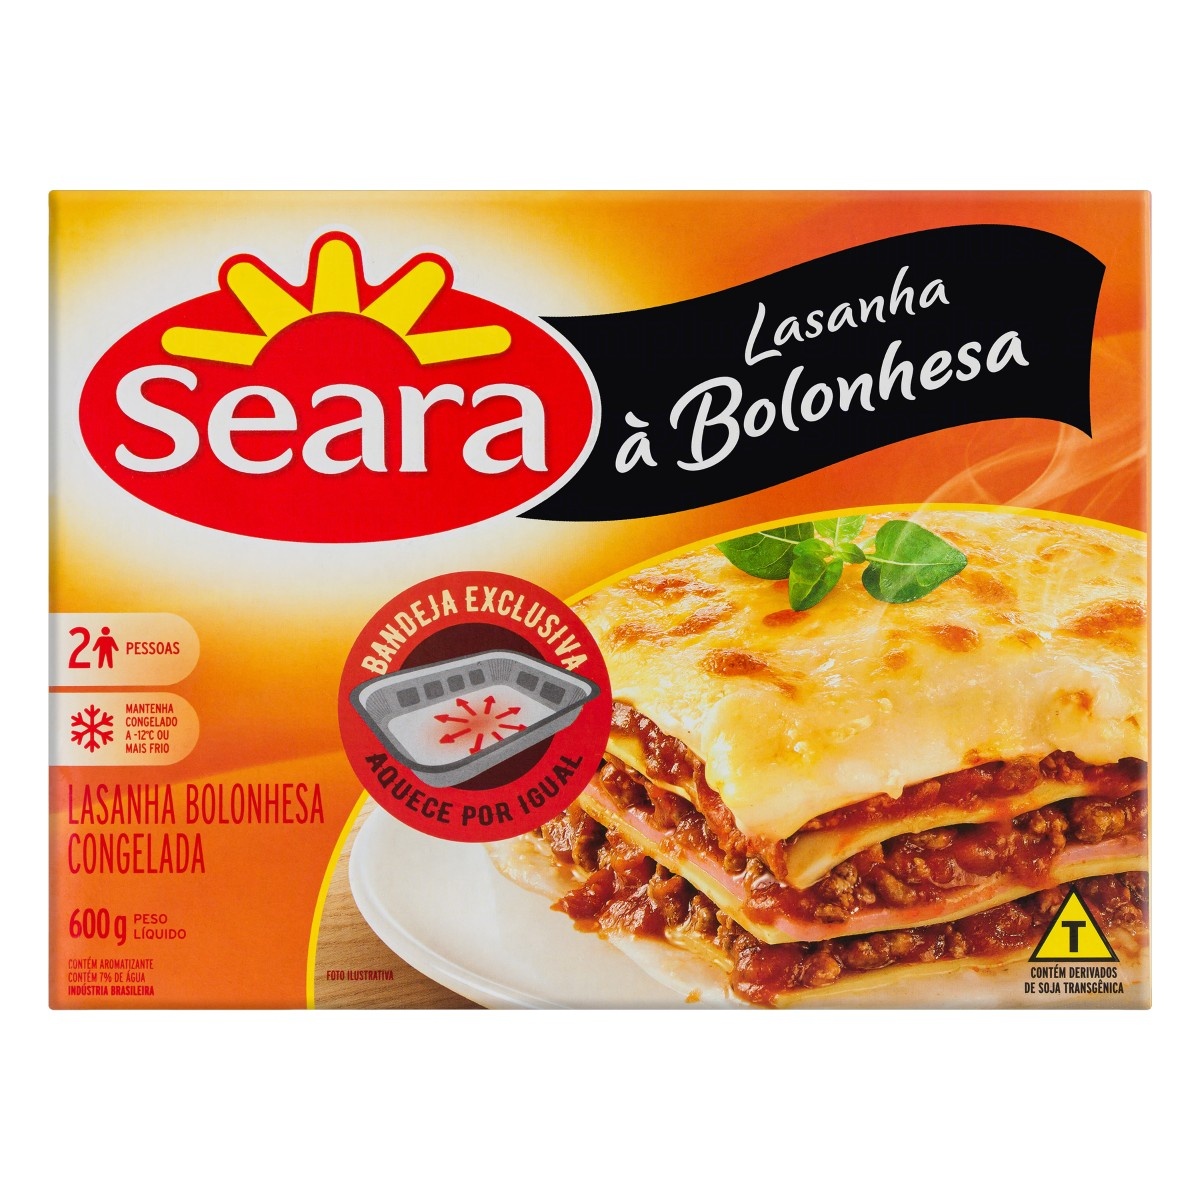 Seara
Lasanha
à Bolonhesa
BANDEJA EXCLUSIVA
AQUECE POR IGUAL
2 PESSOAS
MANTENHA
CONGELADO
A -12°C OU
MAIS FRIO
LASANHA BOLONHESA
CONGELADA
600g PESO
LÍQUIDO
CONTÉM AROMATIZANTE
CONTÉM 7% DE ÁGUA
INDÚSTRIA BRASILEIRA
FOTO ILUSTRATIVA
T
CONTÉM DERIVADOS
DE SOJA TRANSGÊNICA